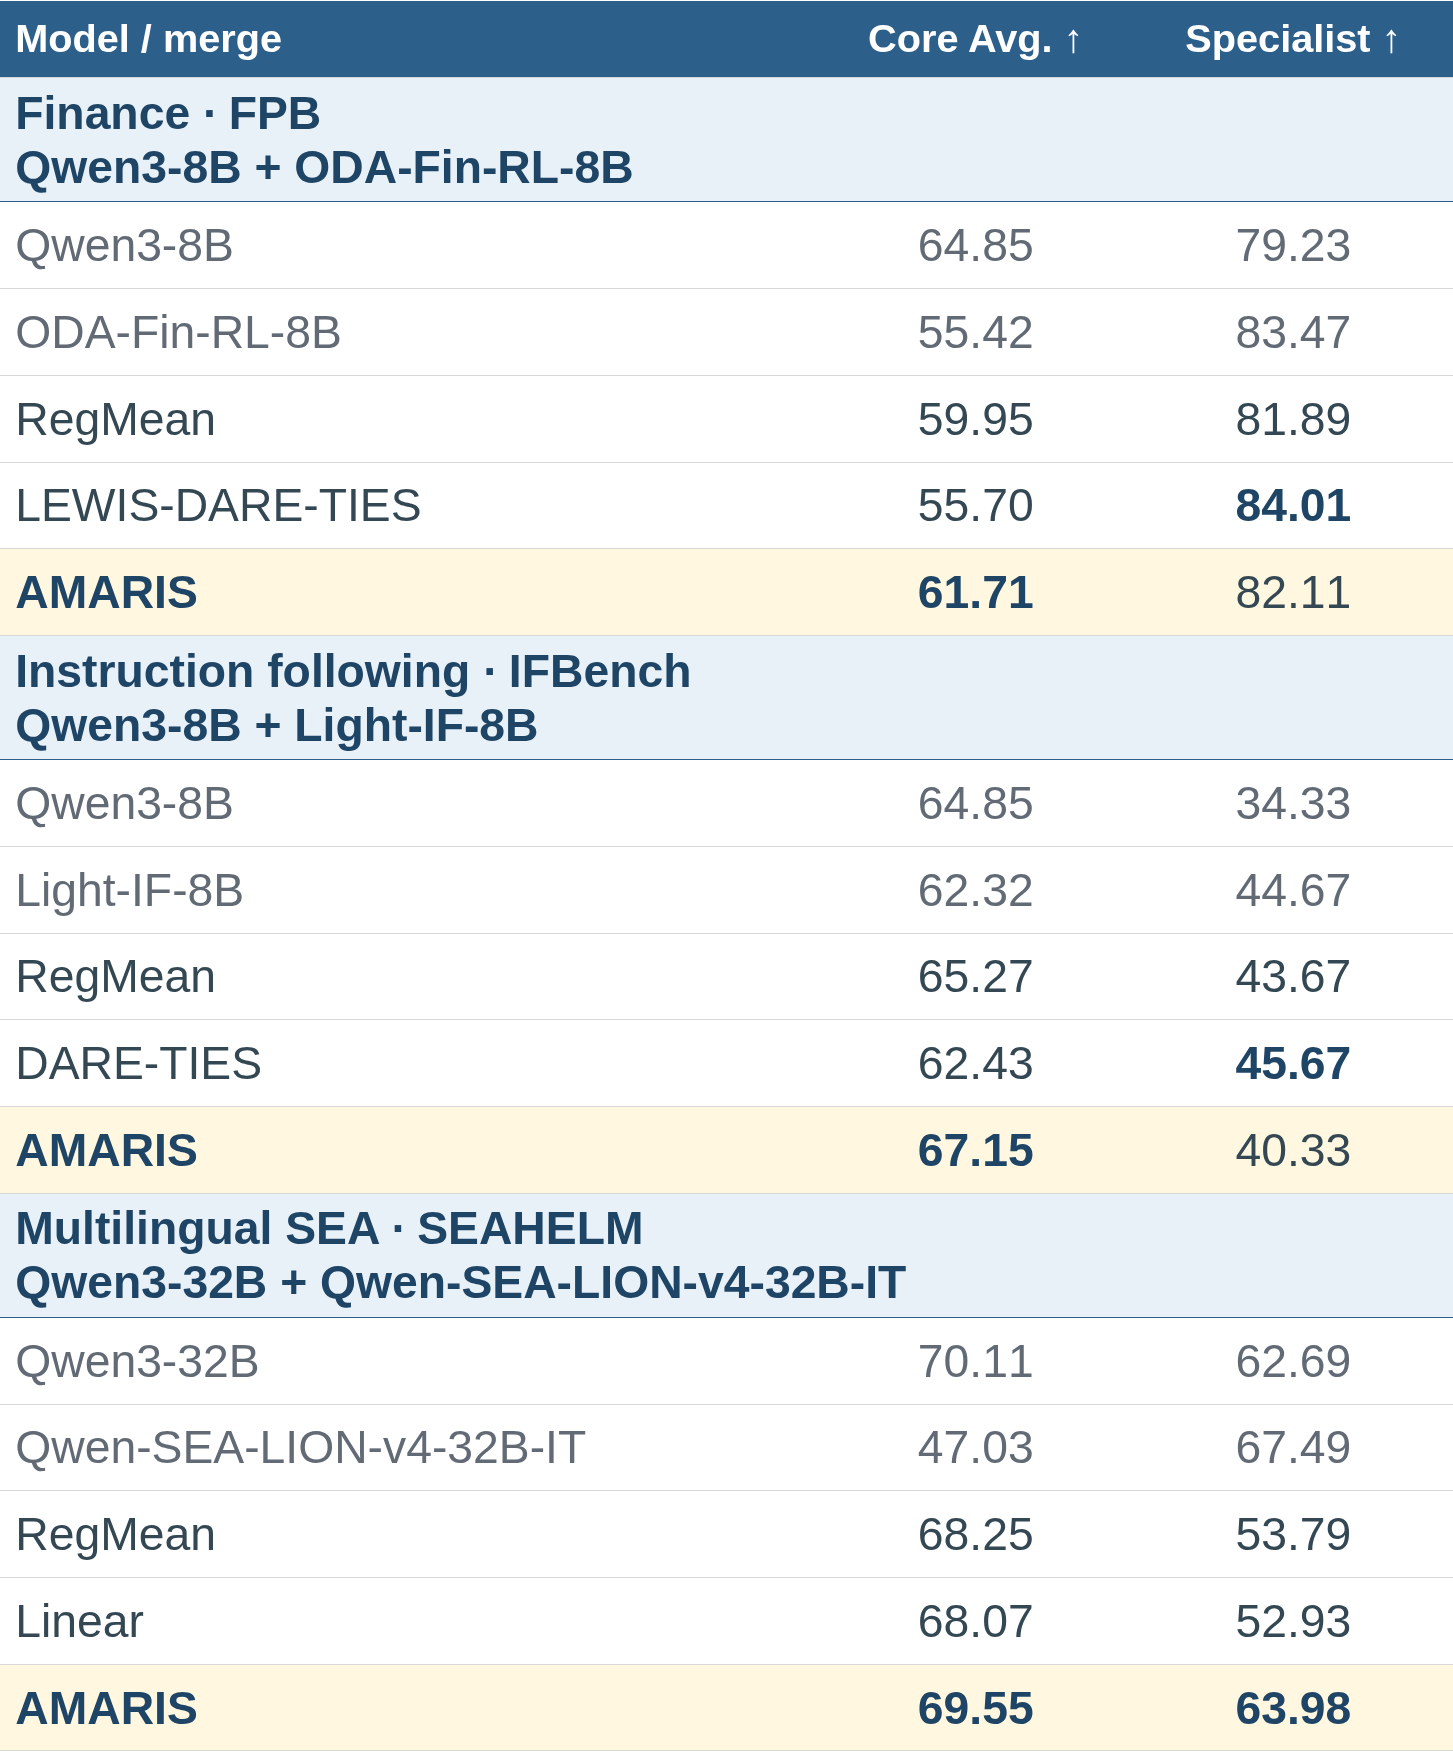 Model / merge Core Avg. ↑ Specialist ↑
Finance · FPB
Qwen3-8B + ODA-Fin-RL-8B
Qwen3-8B 64.85 79.23
ODA-Fin-RL-8B 55.42 83.47
RegMean 59.95 81.89
LEWIS-DARE-TIES 55.70 84.01
AMARIS 61.71 82.11
Instruction following · IFBench
Qwen3-8B + Light-IF-8B
Qwen3-8B 64.85 34.33
Light-IF-8B 62.32 44.67
RegMean 65.27 43.67
DARE-TIES 62.43 45.67
AMARIS 67.15 40.33
Multilingual SEA · SEAHELM
Qwen3-32B + Qwen-SEA-LION-v4-32B-IT
Qwen3-32B 70.11 62.69
Qwen-SEA-LION-v4-32B-IT 47.03 67.49
RegMean 68.25 53.79
Linear 68.07 52.93
AMARIS 69.55 63.98